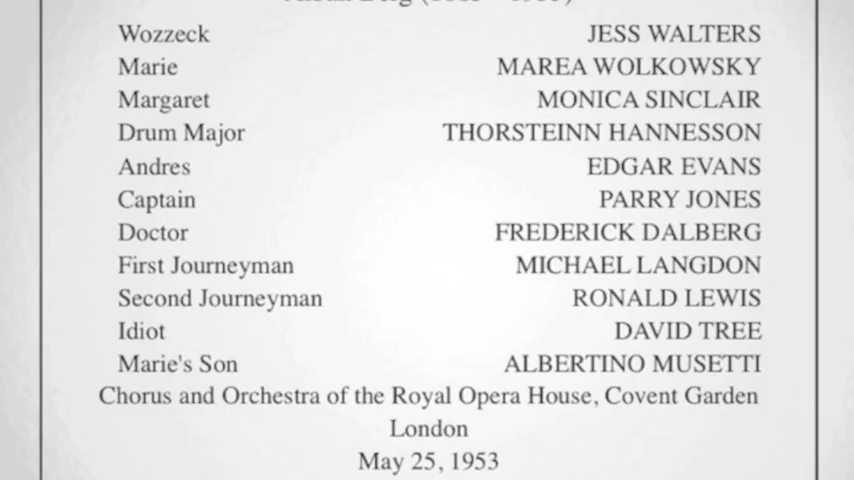 Wozzeck JESS WALTERS
Marie MAREA WOLKOWSKY
Margaret MONICA SINCLAIR
Drum Major THORSTEINN HANNESSON
Andres EDGAR EVANS
Captain PARRY JONES
Doctor FREDERICK DALBERG
First Journeyman MICHAEL LANGDON
Second Journeyman RONALD LEWIS
Idiot DAVID TREE
Marie's Son ALBERTINO MUSETTI
Chorus and Orchestra of the Royal Opera House, Covent Garden
London
May 25, 1953